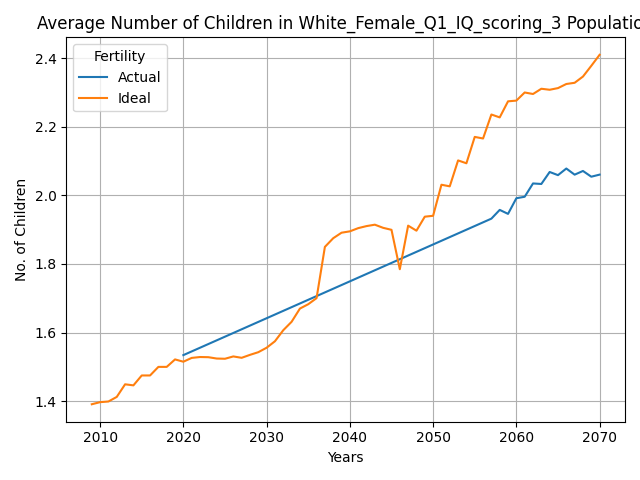 Average Number of Children in White_Female_Q1_IQ_scoring_3 Populatio
Fertility
Actual
Ideal
No. of Children
2.4
2.2
2.0
1.8
1.6
1.4
2010 2020 2030 2040 2050 2060 2070
Years